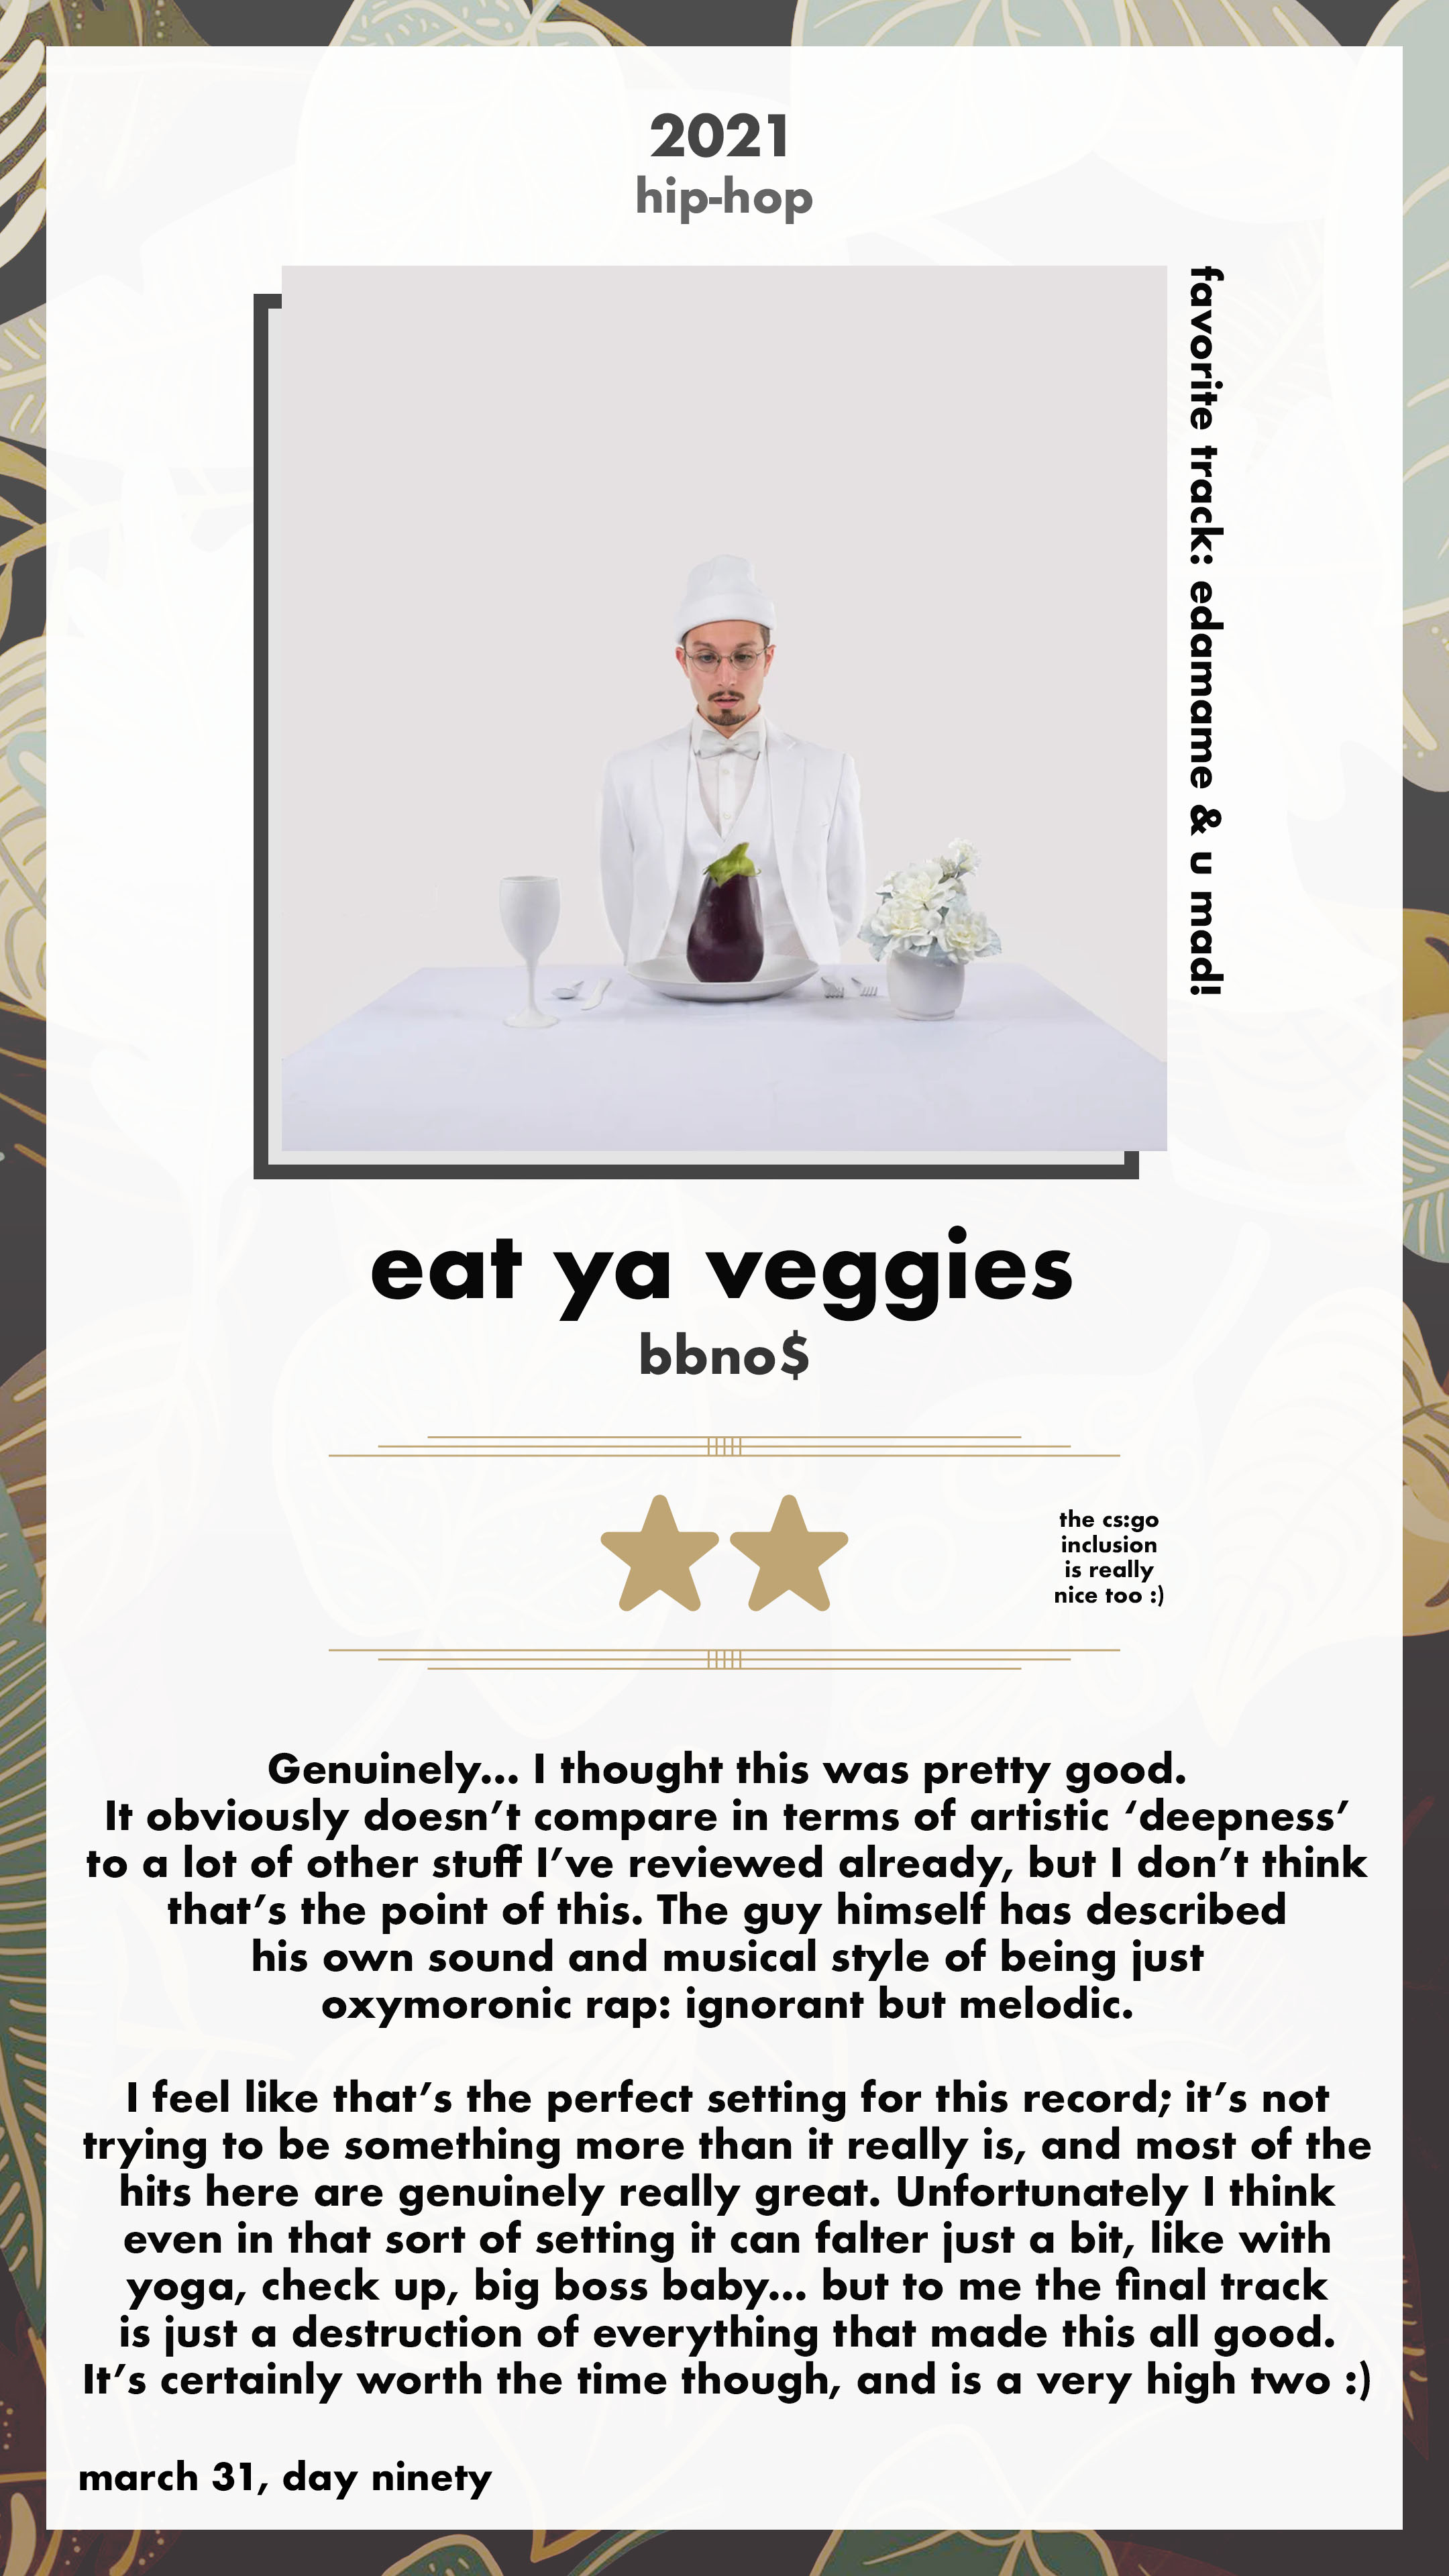 2021
hip-hop
favorite track: edamame & u mad!
eat ya veggies
bbno$
the cs:go
inclusion
is really
nice too :)
Genuinely... I thought this was pretty good.
It obviously doesn’t compare in terms of artistic ‘deepness’
to a lot of other stuff I’ve reviewed already, but I don’t think
that’s the point of this. The guy himself has described
his own sound and musical style of being just
oxymoronic rap: ignorant but melodic.
I feel like that’s the perfect setting for this record; it’s not
trying to be something more than it really is, and most of the
hits here are genuinely really great. Unfortunately I think
even in that sort of setting it can falter just a bit, like with
yoga, check up, big boss baby... but to me the final track
is just a destruction of everything that made this all good.
It’s certainly worth the time though, and is a very high two :)
march 31, day ninety